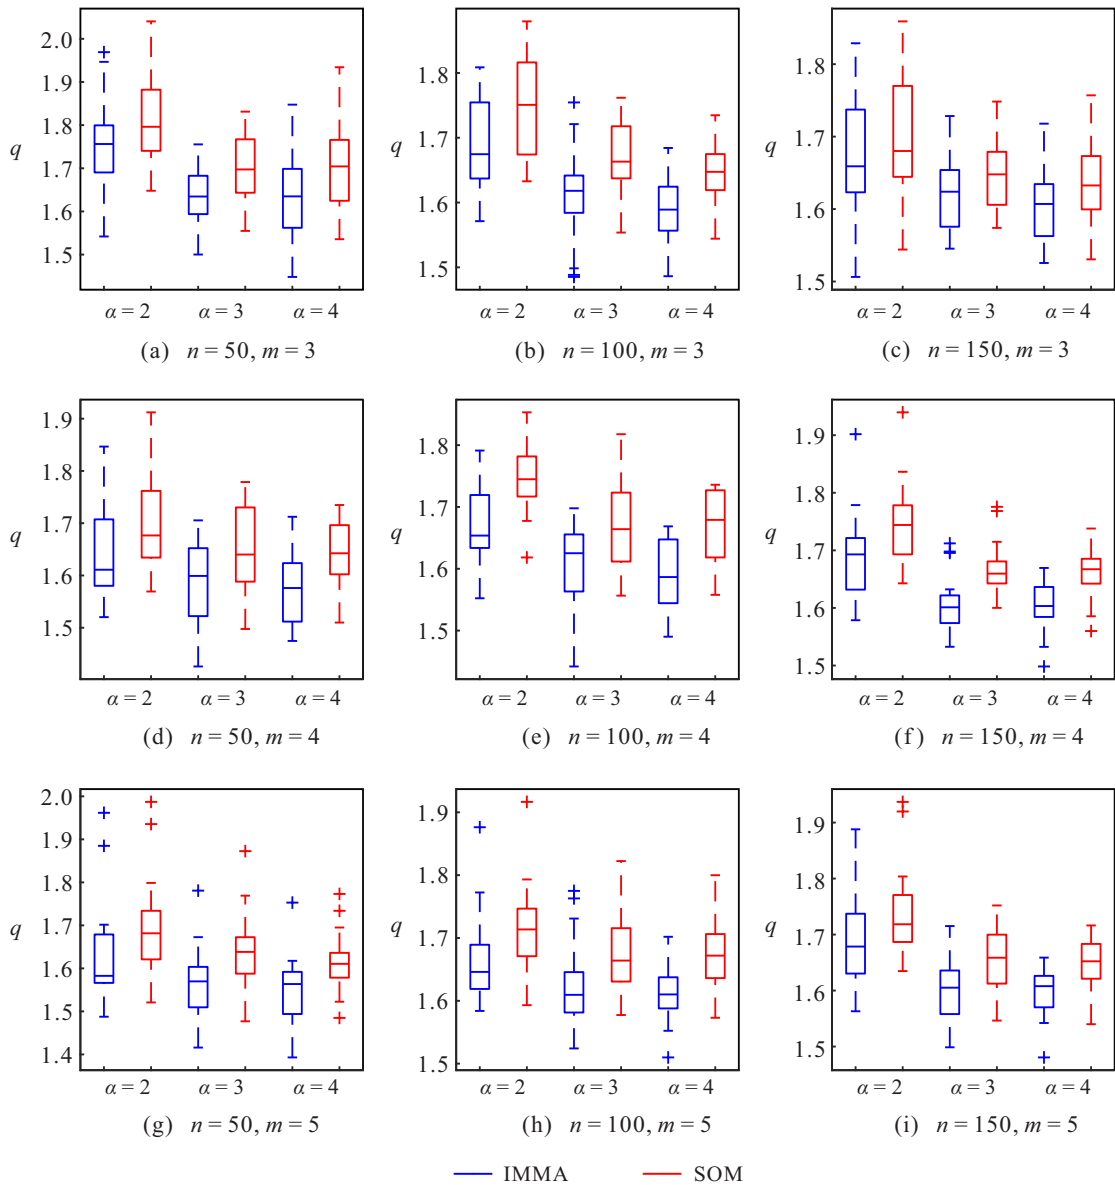 2.0
1.9
1.8
q
1.7
1.6
1.5
α = 2 α = 3 α = 4
(a) n = 50, m = 3
1.8
1.7
q
1.6
1.5
α = 2 α = 3 α = 4
(b) n = 100, m = 3
1.8
1.7
q
1.6
1.5
α = 2 α = 3 α = 4
(c) n = 150, m = 3
1.9
1.8
1.7
q
1.6
1.5
α = 2 α = 3 α = 4
(d) n = 50, m = 4
1.8
1.7
q
1.6
1.5
α = 2 α = 3 α = 4
(e) n = 100, m = 4
1.9
1.8
1.7
q
1.6
1.5
α = 2 α = 3 α = 4
(f) n = 150, m = 4
2.0
1.9
1.8
1.7
q
1.6
1.5
1.4
α = 2 α = 3 α = 4
(g) n = 50, m = 5
1.9
1.8
1.7
q
1.6
1.5
α = 2 α = 3 α = 4
(h) n = 100, m = 5
1.9
1.8
1.7
q
1.6
1.5
α = 2 α = 3 α = 4
(i) n = 150, m = 5
IMMA SOM